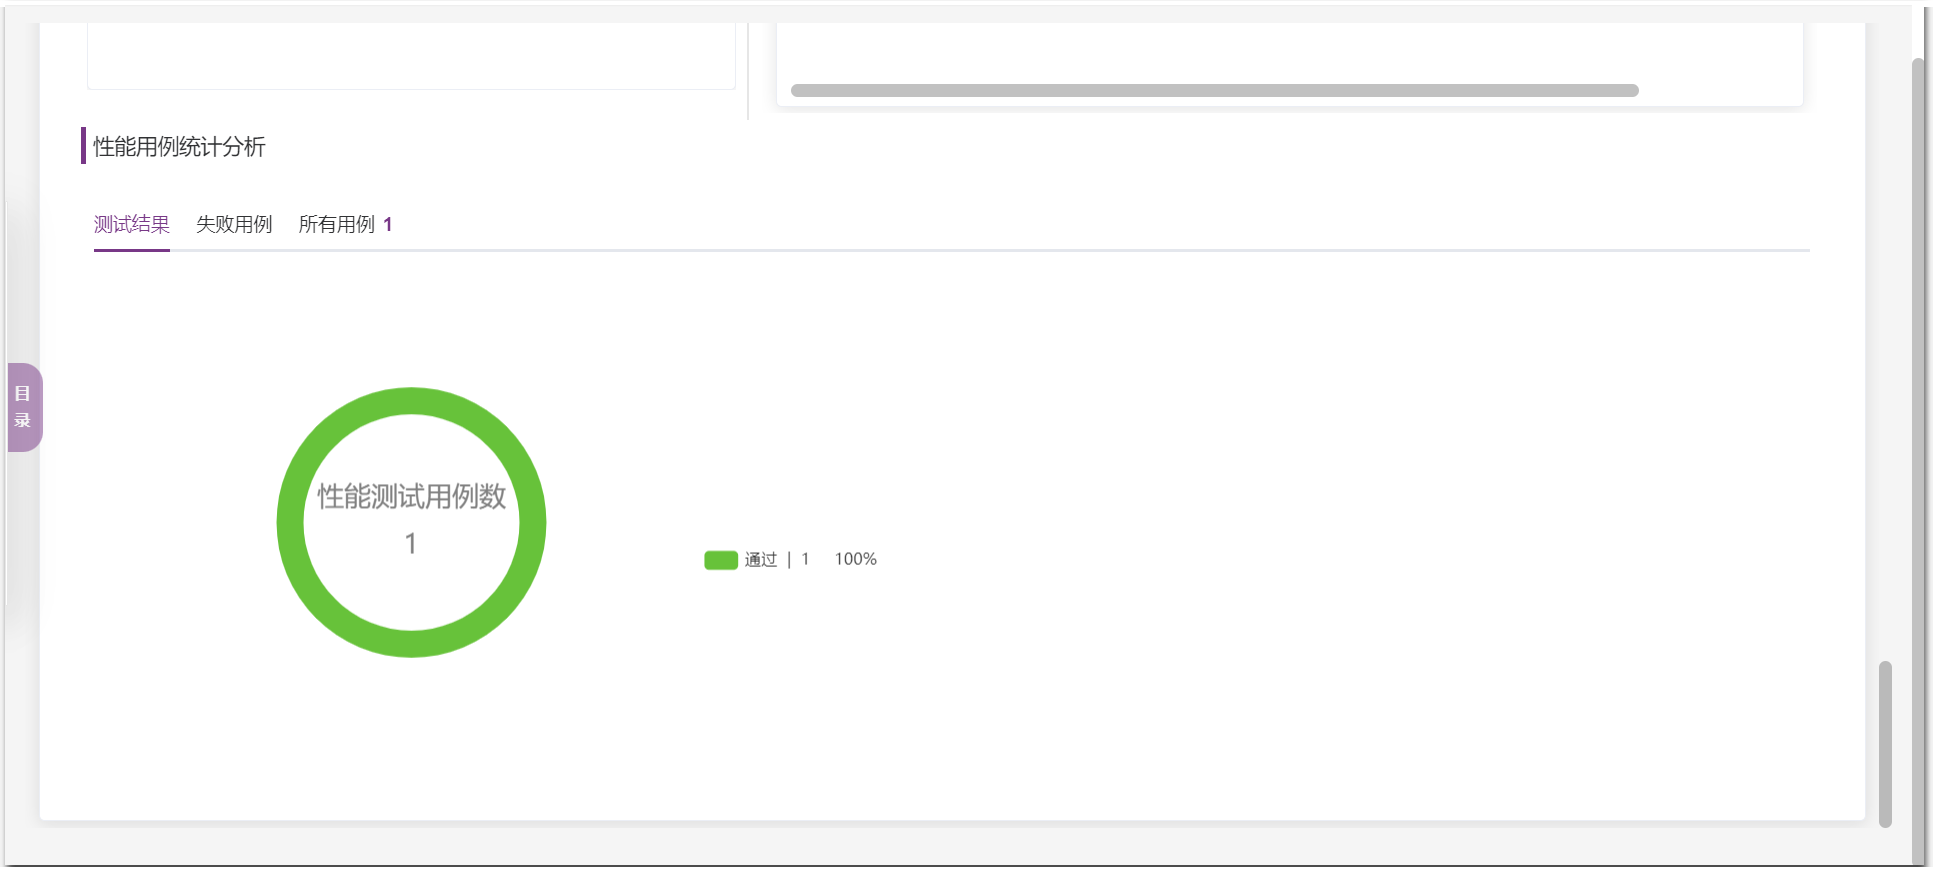 性能用例统计分析
测试结果 失败用例 所有用例 1
目
录
性能测试用例数
1
通过 | 1 100%